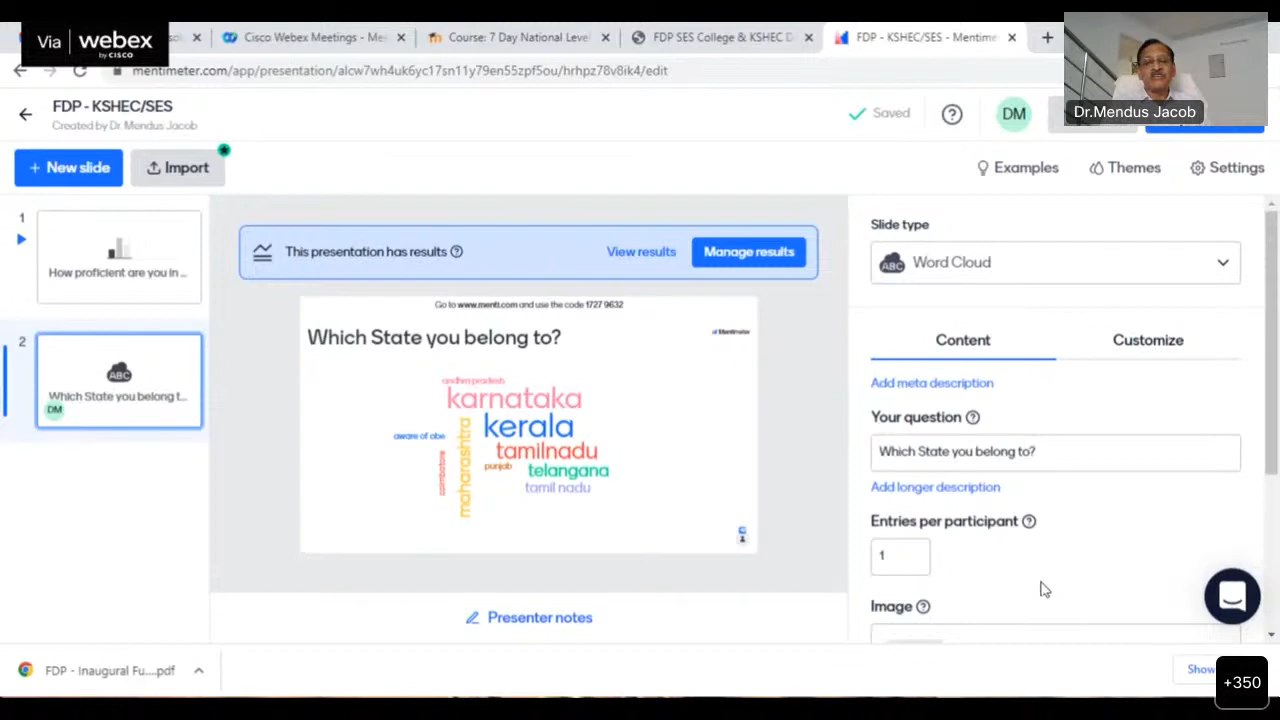 Via webex
by CISCO
Cisco Webex Meetings - Me
Course: 7 Day National Level
FDP SES College & KSHEC D
FDP - KSHEC/SES - Mentime
mentimeter.com/app/presentation/alcw7wh4uk6yc17sn11y79en55zpf5ou/hrhpz78v8ik4/edit
Dr.Mendus Jacob
FDP - KSHEC/SES
Created by Dr. Mendus Jacob
Saved
DM
+ New slide
Import
Examples
Themes
Settings
1
How proficient are you in ...
2
ABC
Which State you belong t...
DM
This presentation has results
View results
Manage results
Go to www.menti.com and use the code 1727 9632
Which State you belong to?
Mentimeter
andhra pradesh
karnataka
aware of obe
kerala
coimbatore
maharashtra
tamilnadu
punjab
telangana
tamil nadu
Presenter notes
Slide type
ABC
Word Cloud
Content
Customize
Add meta description
Your question
Which State you belong to?
Add longer description
Entries per participant
1
Image
FDP - Inaugural Fu....pdf
Show
+350